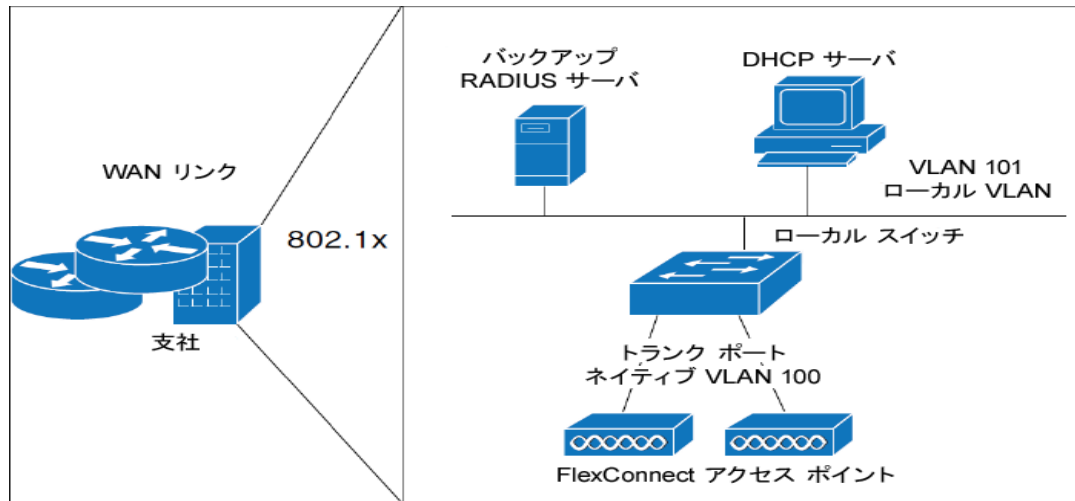 WAN リンク
802.1x
支社
バックアップ
RADIUS サーバ
DHCP サーバ
VLAN 101
ローカル VLAN
ローカル スイッチ
トランク ポート
ネイティブ VLAN 100
FlexConnect アクセス ポイント